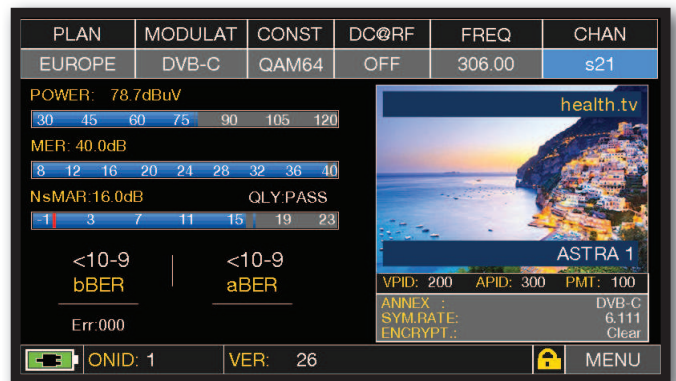 PLAN MODULAT CONST DC@RF FREQ CHAN
EUROPE DVB-C QAM64 OFF 306.00 s21
POWER: 78.7dBuV
30 45 60 75 90 105 120
MER: 40.0dB
8 12 16 20 24 28 32 36 40
NsMAR:16.0dB QLY:PASS
-1 3 7 11 15 19 23
<10-9 <10-9
bBER aBER
Err:000
health.tv
ASTRA 1
VPID: 200 APID: 300 PMT: 100
ANNEX : DVB-C
SYM.RATE: 6.111
ENCRYPT.: Clear
ONID: 1 VER: 26 MENU